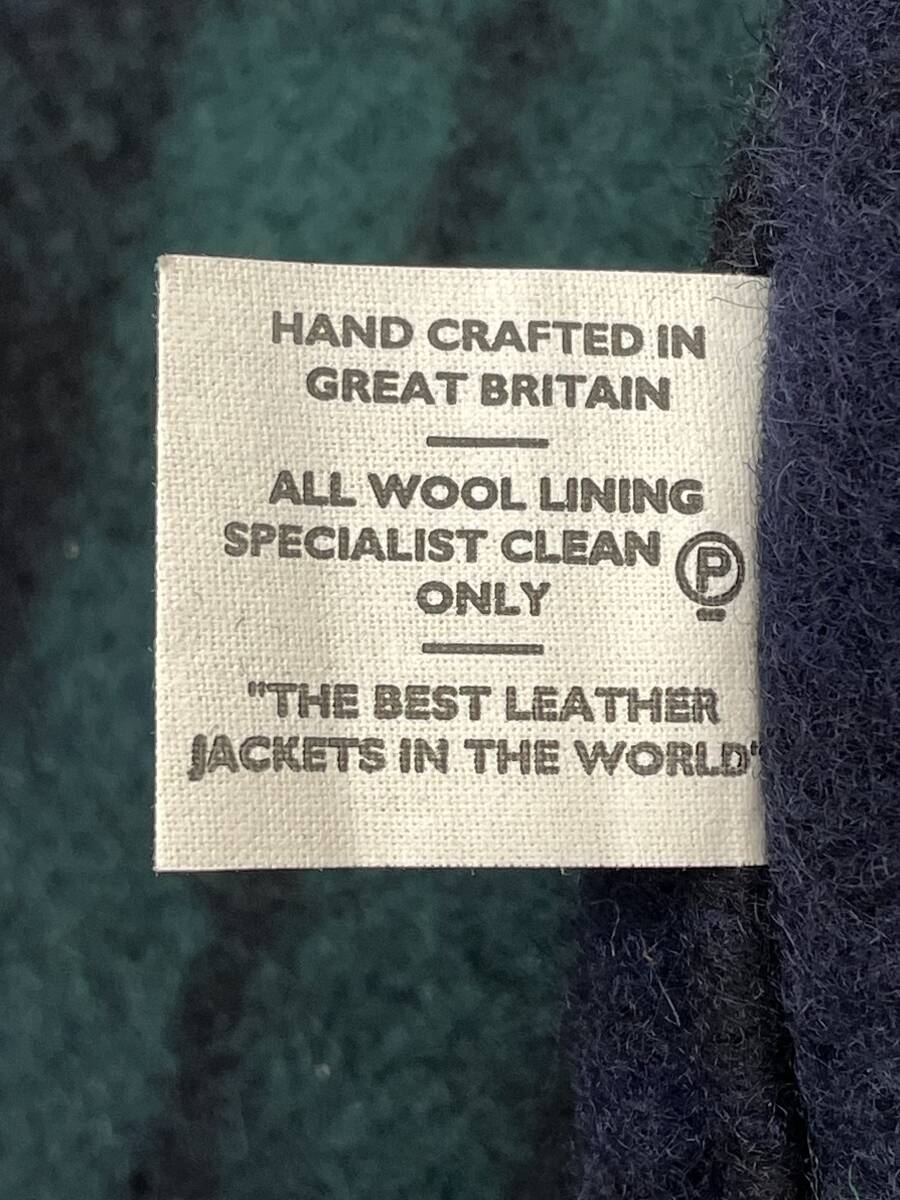 HAND CRAFTED IN
GREAT BRITAIN
ALL WOOL LINING
SPECIALIST CLEAN
ONLY
P
"THE BEST LEATHER
JACKETS IN THE WORLD"